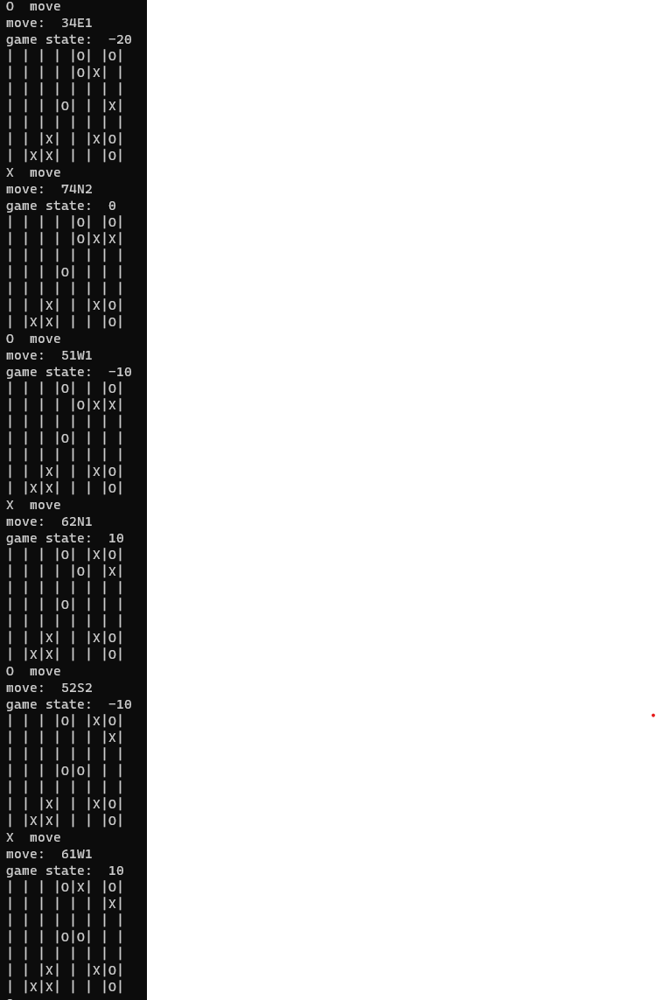 O  move
move:  34E1
game state:  -20
| | | | |O| |O|
| | | | |O|X| |
| | | | | | | |
| | | |O| | |X|
| | | | | | | |
| | |X| | |X|O|
| |X|X| | | |O|
X  move
move:  74N2
game state:  0
| | | | |O| |O|
| | | | |O|X|X|
| | | | | | | |
| | | |O| | | |
| | | | | | | |
| | |X| | |X|O|
| |X|X| | | |O|
O  move
move:  51W1
game state:  -10
| | | |O| | |O|
| | | | |O|X|X|
| | | | | | | |
| | | |O| | | |
| | | | | | | |
| | |X| | |X|O|
| |X|X| | | |O|
X  move
move:  62N1
game state:  10
| | | |O| |X|O|
| | | | |O| |X|
| | | | | | | |
| | | |O| | | |
| | | | | | | |
| | |X| | |X|O|
| |X|X| | | |O|
O  move
move:  52S2
game state:  -10
| | | |O| |X|O|
| | | | | | |X|
| | | | | | | |
| | | |O|O| | |
| | | | | | | |
| | |X| | |X|O|
| |X|X| | | |O|
X  move
move:  61W1
game state:  10
| | | |O|X| |O|
| | | | | | |X|
| | | | | | | |
| | | |O|O| | |
| | | | | | | |
| | |X| | |X|O|
| |X|X| | | |O|